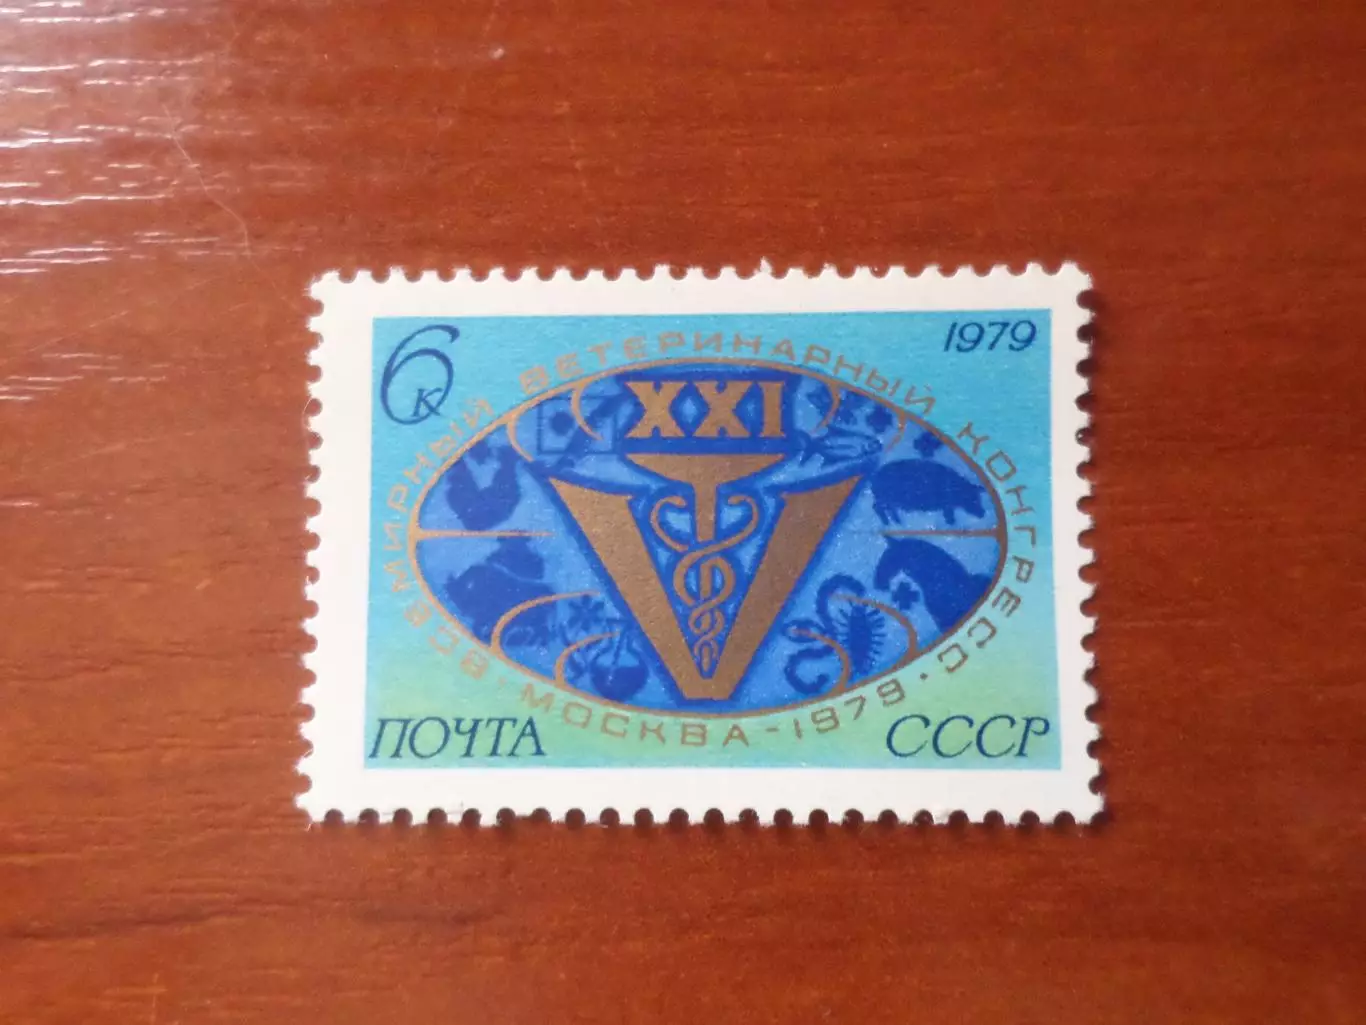 6к
1979
ВСЕМИРНЫЙ ВЕТЕРИНАРНЫЙ КОНГРЕСС·
·МОСКВА-1979·
XXI
V
ПОЧТА
СССР